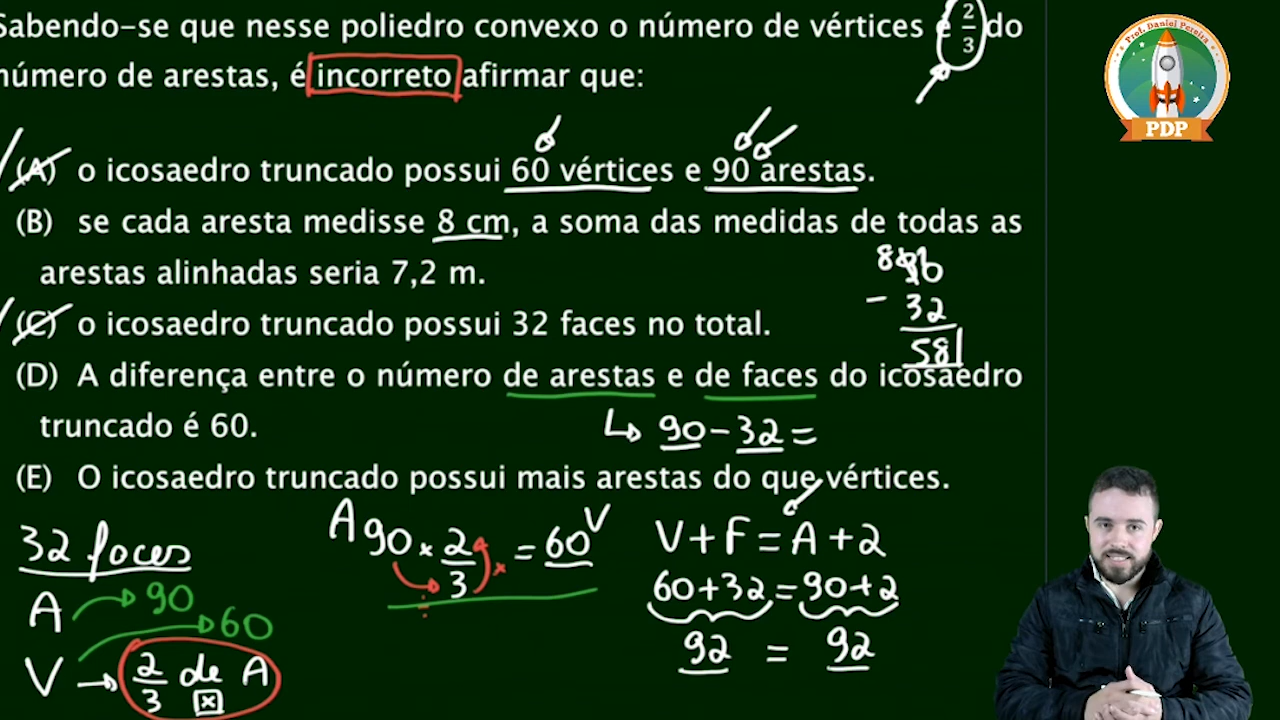 Sabendo-se que nesse poliedro convexo o número de vértices é 2/3 do
número de arestas, é incorreto afirmar que:
(A) o icosaedro truncado possui 60 vértices e 90 arestas.
(B) se cada aresta medisse 8 cm, a soma das medidas de todas as
arestas alinhadas seria 7,2 m.
(C) o icosaedro truncado possui 32 faces no total.
(D) A diferença entre o número de arestas e de faces do icosaedro
truncado é 60.
(E) O icosaedro truncado possui mais arestas do que vértices.
90
- 32
58
↳ 90 - 32 =
32 faces
A → 90
→ 60
V → 2/3 de A
x
A 90 x 2/3 = 60 V
V + F = A + 2
60 + 32 = 90 + 2
92 = 92
Prof. Daniel Pereira
PDP